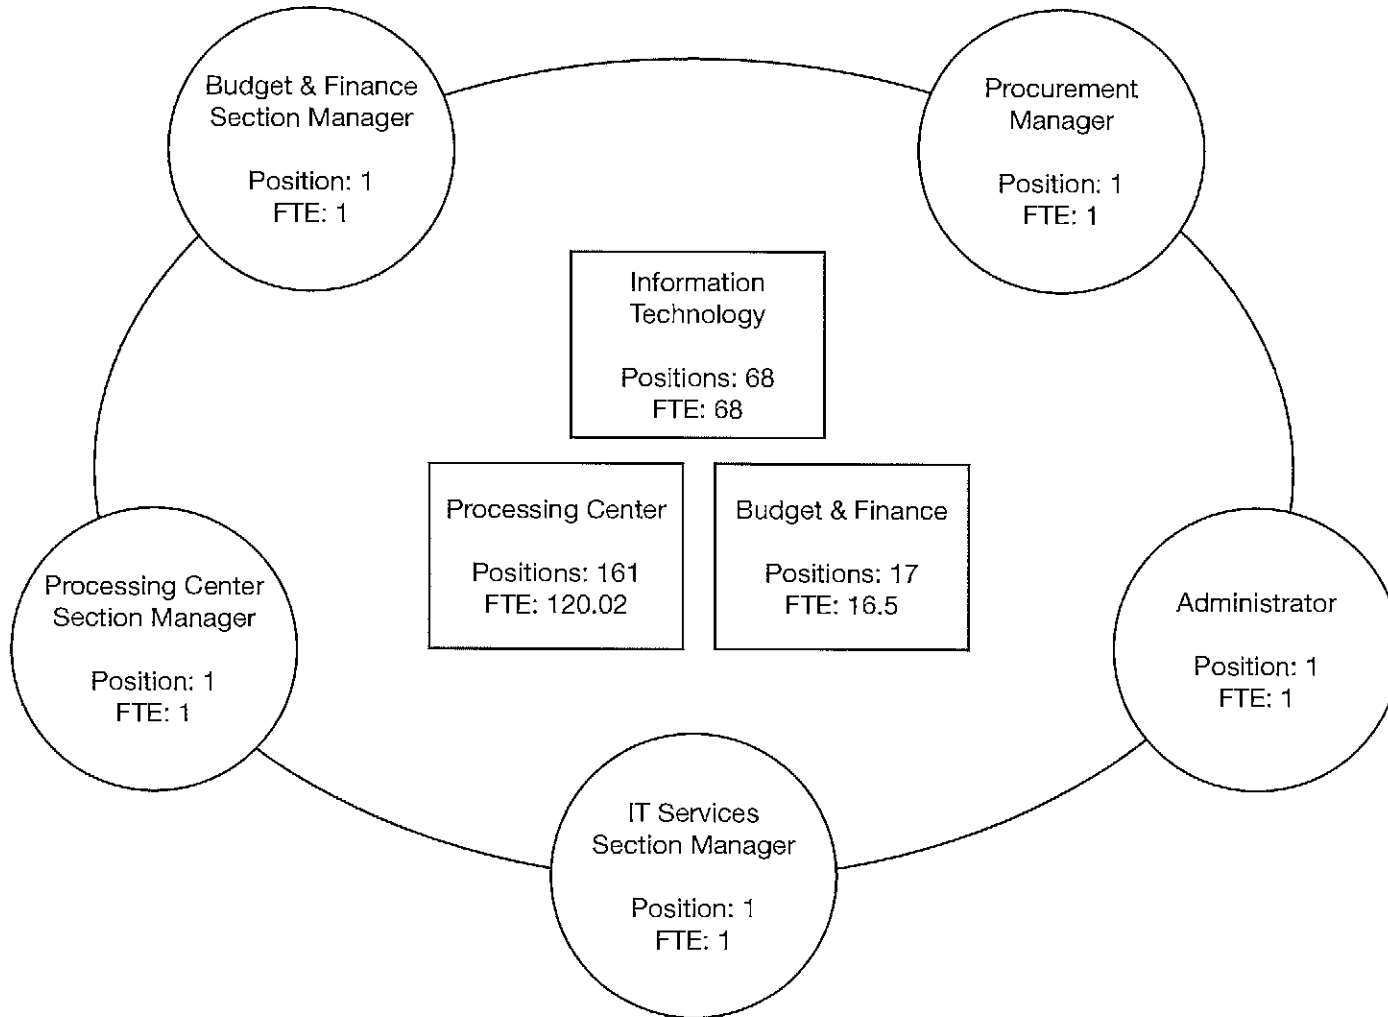 Budget & Finance
Section Manager
Position: 1
FTE: 1
Procurement
Manager
Position: 1
FTE: 1
Information
Technology
Positions: 68
FTE: 68
Processing Center
Positions: 161
FTE: 120.02
Budget & Finance
Positions: 17
FTE: 16.5
Processing Center
Section Manager
Position: 1
FTE: 1
Administrator
Position: 1
FTE: 1
IT Services
Section Manager
Position: 1
FTE: 1